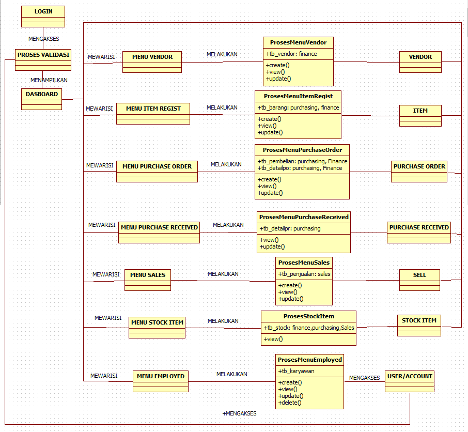 LOGIN
MENGAKSES
PROSES VALIDASI
MENAMPILKAN
DASBOARD
MEWARISI
MENU VENDOR
MELAKUKAN
ProsesMenuVendor
+tb_vendor: finance
+create()
+view()
+update()
VENDOR
MEWARISI
MENU ITEM REGIST
MELAKUKAN
ProsesMenuItemRegist
+tb_barang: purchasing, finance
+create()
+view()
+update()
ITEM
MEWARISI
MENU PURCHASE ORDER
MELAKUKAN
ProsesMenuPurchaseOrder
+tb_pembelian: purchasing, Finance
+tb_detailpo: purchasing, Finance
+create()
+view()
+update()
PURCHASE ORDER
MEWARISI
MENU PURCHASE RECEIVED
MELAKUKAN
ProsesMenuPurchaseReceived
+tb_detailpr: purchasing
+view()
+update()
PURCHASE RECEIVED
MEWARISI
MENU SALES
MELAKUKAN
ProsesMenuSales
+tb_penjualan: sales
+create()
+view()
+update()
SELL
MEWARISI
MENU STOCK ITEM
MELAKUKAN
ProsesStockItem
+tb_stock: finance,purchasing,Sales
+view()
STOCK ITEM
MEWARISI
MENU EMPLOYED
MELAKUKAN
ProsesMenuEmployed
+tb_karyawan
+create()
+view()
+update()
+delete()
MENGAKSES
USER/ACCOUNT
+MENGAKSES